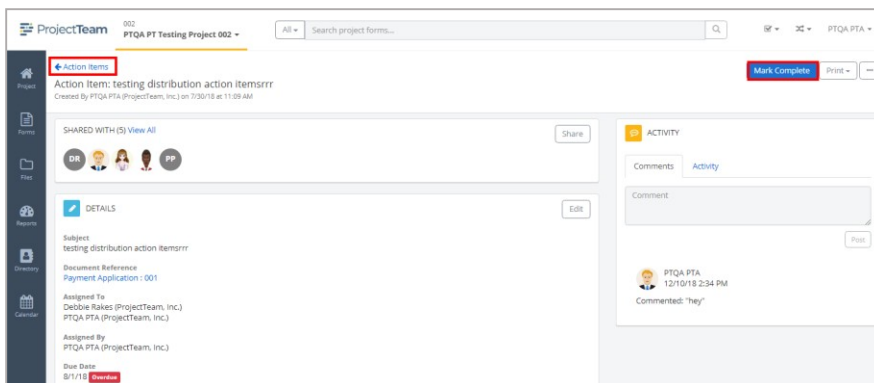 ProjectTeam
002
PTQA PT Testing Project 002
All
Search project forms...
PTQA PTA
Project
Forms
Files
Reports
Directory
Calendar
Action Items
Action Item: testing distribution action itemsrrr
Created By PTQA PTA (ProjectTeam, Inc.) on 7/30/18 at 11:09 AM
Mark Complete
Print
SHARED WITH (5) View All
Share
DR
PP
DETAILS
Edit
Subject
testing distribution action itemsrrr
Document Reference
Payment Application : 001
Assigned To
Debbie Rakes (ProjectTeam, Inc.)
PTQA PTA (ProjectTeam, Inc.)
Assigned By
PTQA PTA (ProjectTeam, Inc.)
Due Date
8/1/18 Overdue
ACTIVITY
Comments Activity
Comment
Post
PTQA PTA
12/10/18 2:34 PM
Commented: "hey"